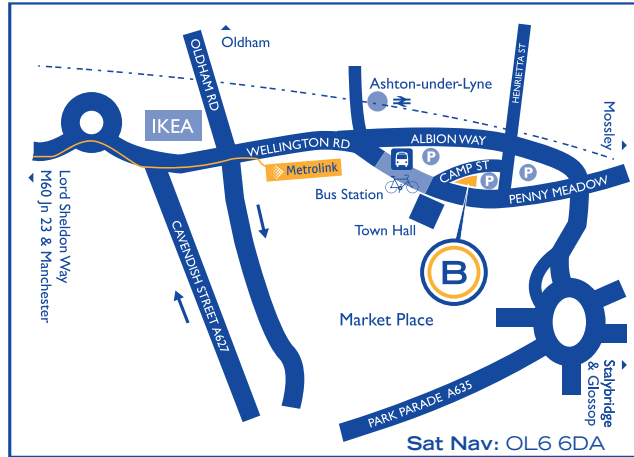 Oldham
OLDHAM RD
HENRIETTA ST
Ashton-under-Lyne
Mossley
IKEA
WELLINGTON RD
ALBION WAY
P
P
CAMP ST
P
Metrolink
Bus Station
PENNY MEADOW
Town Hall
Lord Sheldon Way
M60 Jn 23 & Manchester
CAVENDISH STREET A627
B
Market Place
Stalybridge
& Glossop
PARK PARADE A635
Sat Nav: OL6 6DA